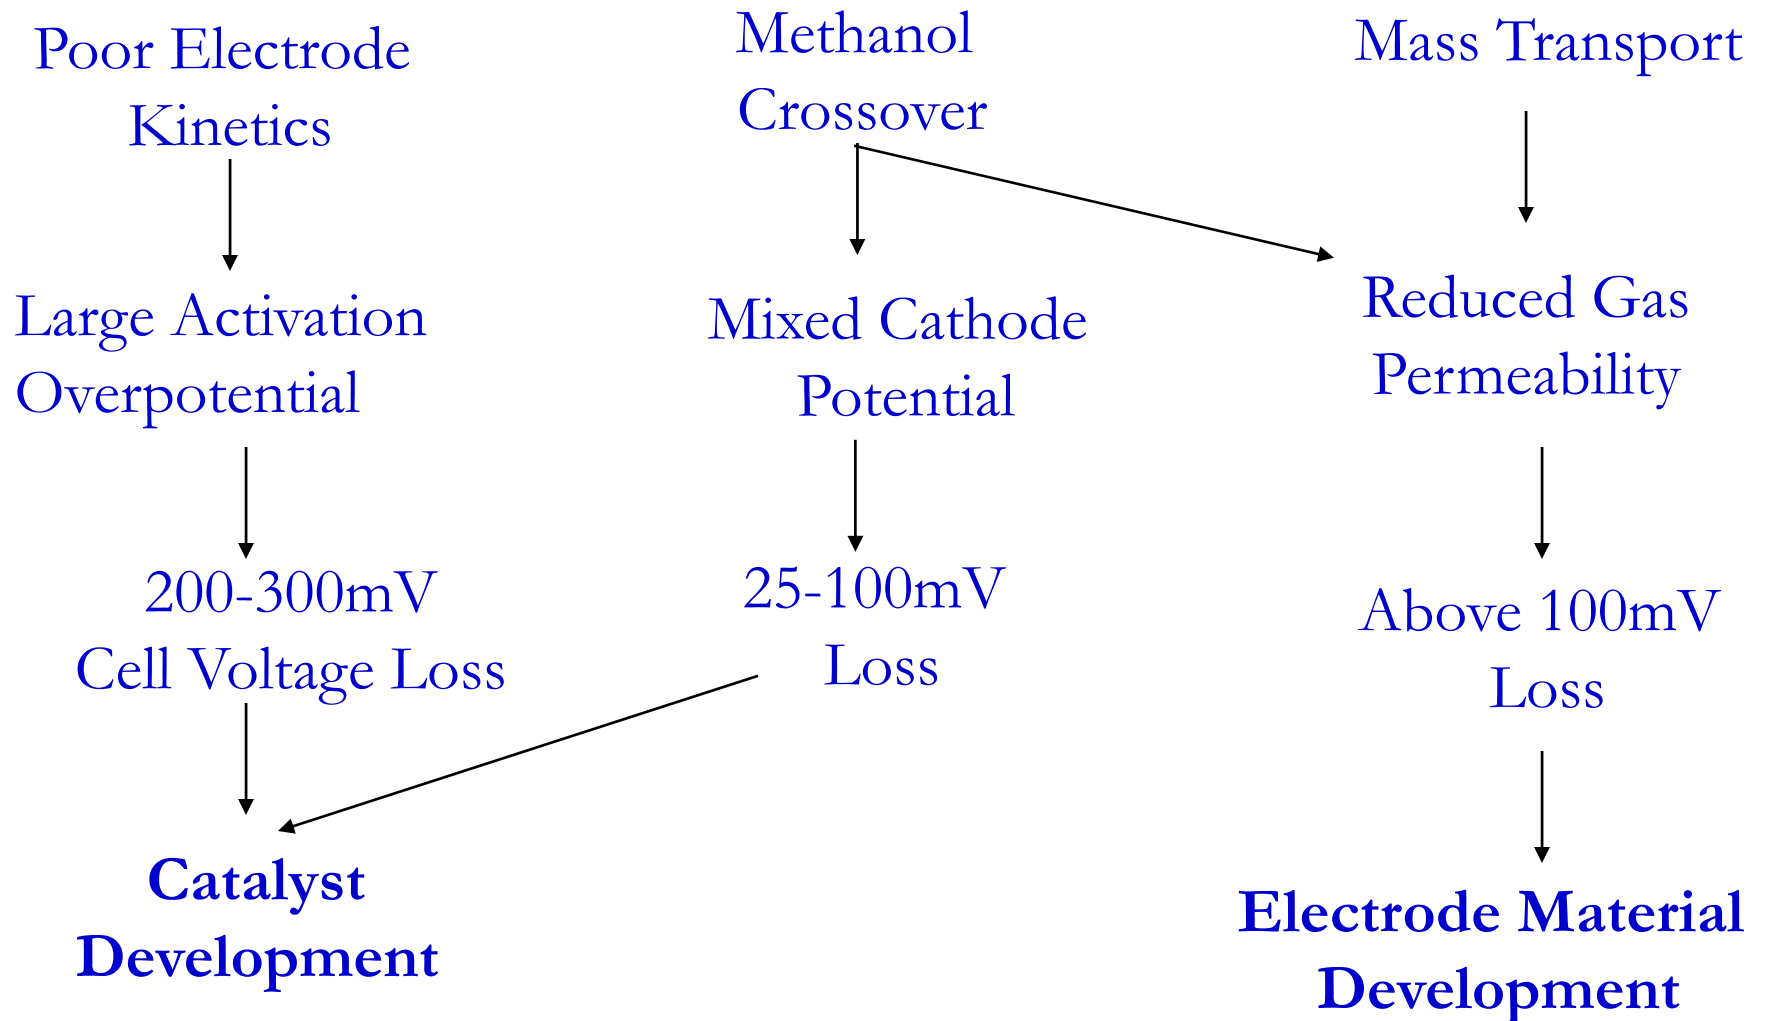 Poor Electrode
Kinetics
Methanol
Crossover
Mass Transport
Large Activation
Overpotential
Mixed Cathode
Potential
Reduced Gas
Permeability
200-300mV
Cell Voltage Loss
25-100mV
Loss
Above 100mV
Loss
Catalyst
Development
Electrode Material
Development